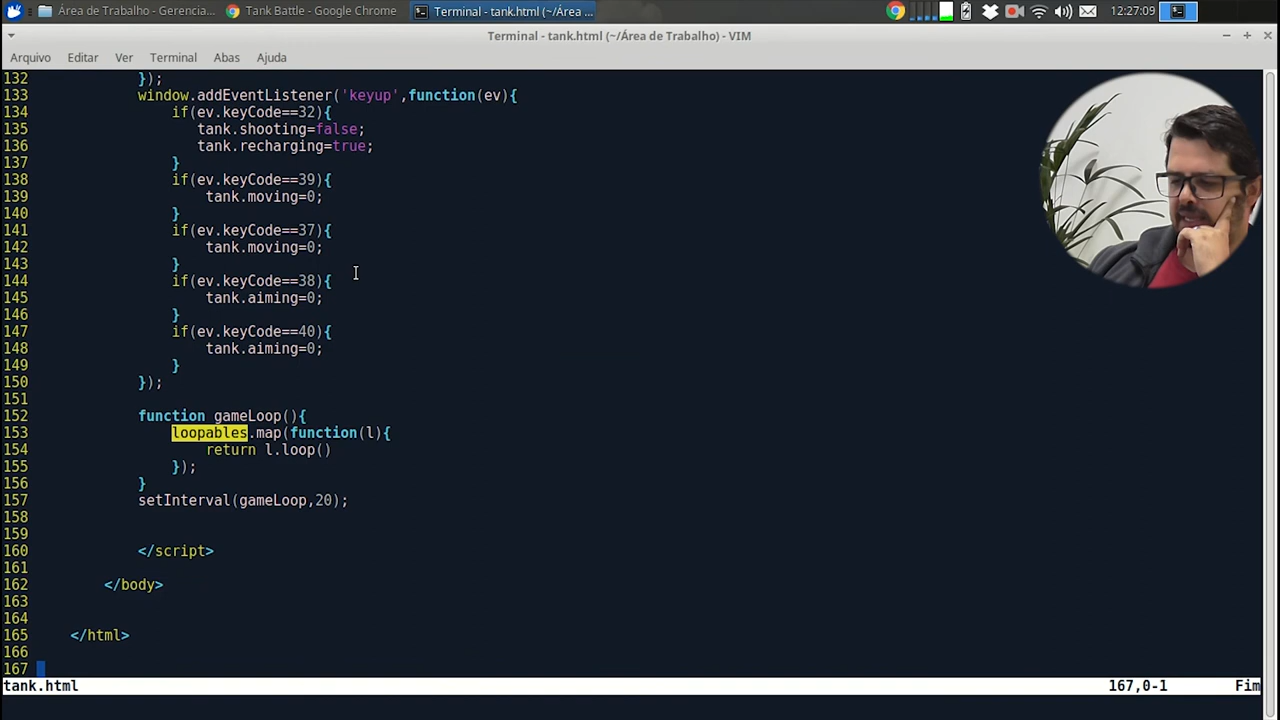 Área de Trabalho - Gerencia... Tank Battle - Google Chrome Terminal - tank.html (~/Área ... 12:27:09
Terminal - tank.html (~/Área de Trabalho) - VIM
Arquivo Editar Ver Terminal Abas Ajuda
132 });
133 window.addEventListener('keyup',function(ev){
134 if(ev.keyCode==32){
135 tank.shooting=false;
136 tank.recharging=true;
137 }
138 if(ev.keyCode==39){
139 tank.moving=0;
140 }
141 if(ev.keyCode==37){
142 tank.moving=0;
143 }
144 if(ev.keyCode==38){
145 tank.aiming=0;
146 }
147 if(ev.keyCode==40){
148 tank.aiming=0;
149 }
150 });
151
152 function gameLoop(){
153 loopables.map(function(l){
154 return l.loop()
155 });
156 }
157 setInterval(gameLoop,20);
158
159
160 </script>
161
162 </body>
163
164
165 </html>
166
167
tank.html 167,0-1 Fim